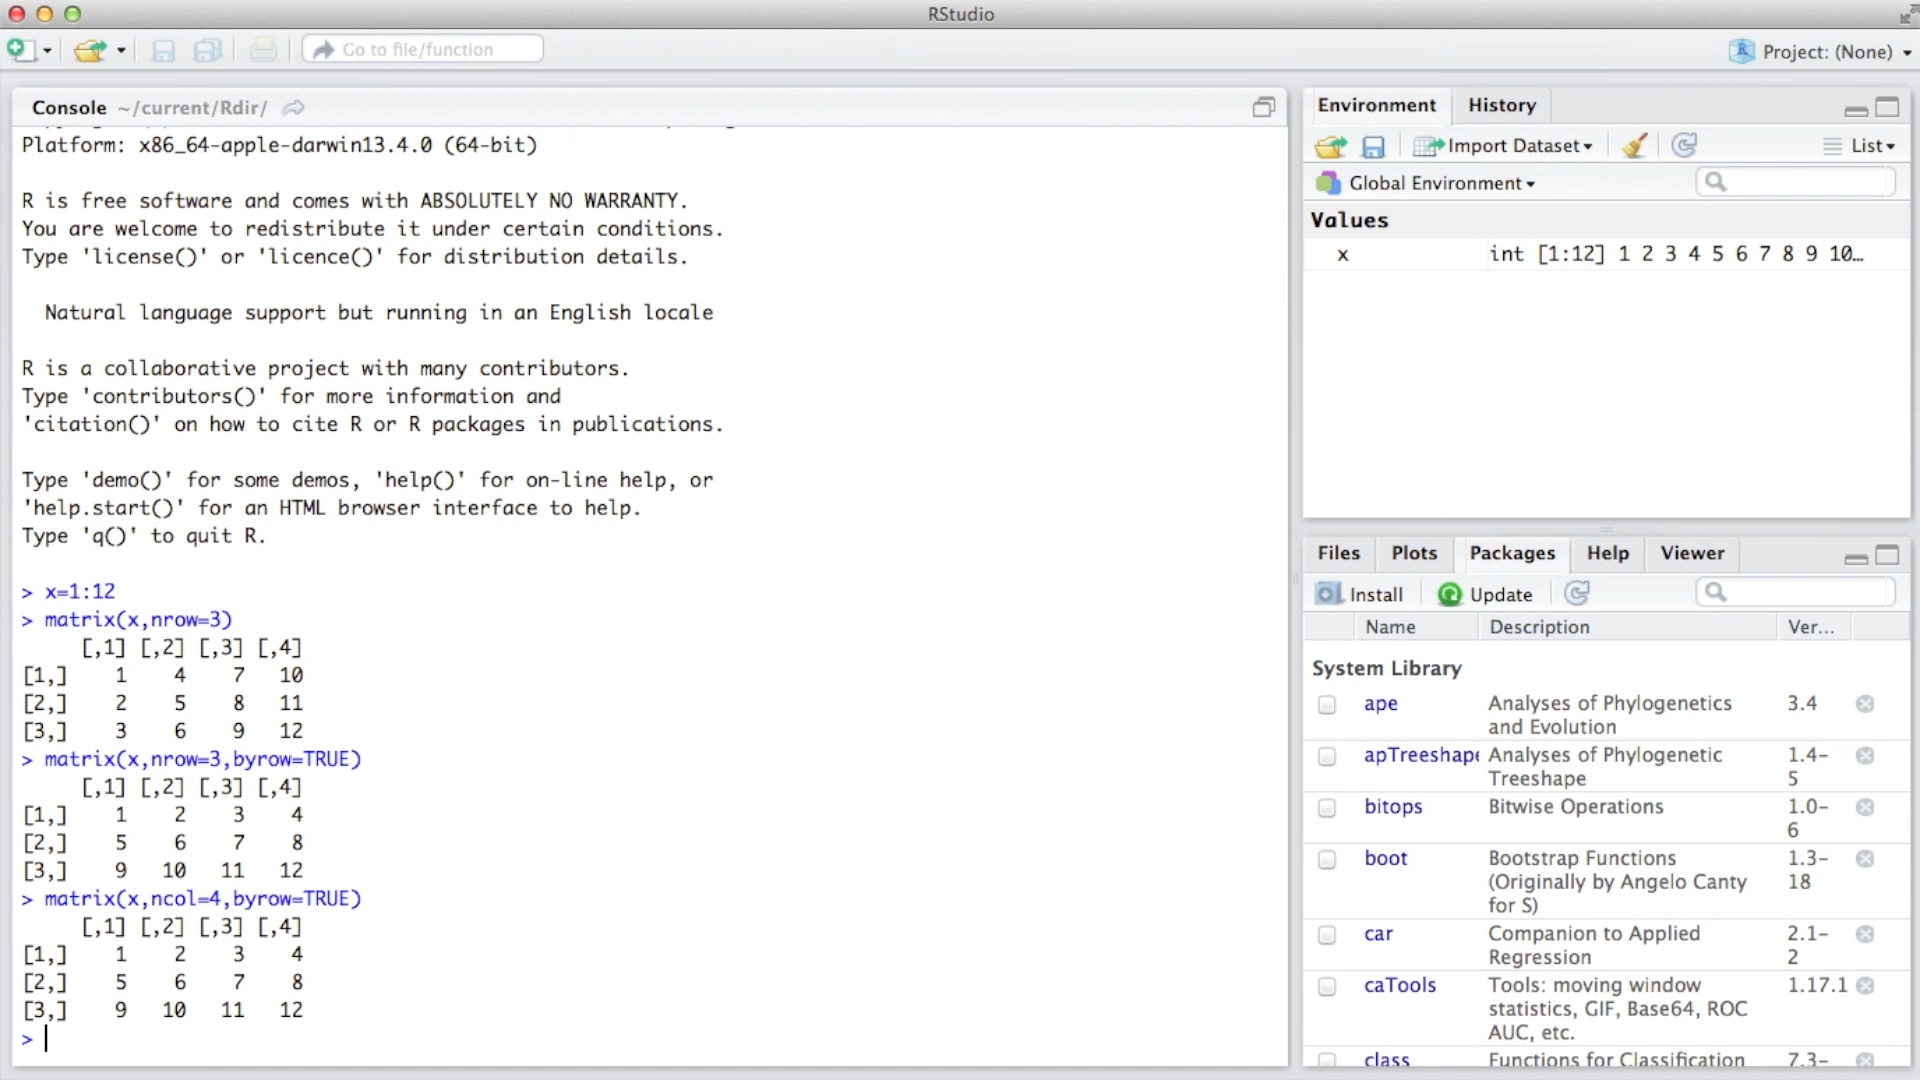 RStudio
Go to file/function
Project: (None)
Console ~/current/Rdir/
Platform: x86_64-apple-darwin13.4.0 (64-bit)
R is free software and comes with ABSOLUTELY NO WARRANTY.
You are welcome to redistribute it under certain conditions.
Type 'license()' or 'licence()' for distribution details.
Natural language support but running in an English locale
R is a collaborative project with many contributors.
Type 'contributors()' for more information and
'citation()' on how to cite R or R packages in publications.
Type 'demo()' for some demos, 'help()' for on-line help, or
'help.start()' for an HTML browser interface to help.
Type 'q()' to quit R.
> x=1:12
> matrix(x,nrow=3)
[,1] [,2] [,3] [,4]
[1,] 1 4 7 10
[2,] 2 5 8 11
[3,] 3 6 9 12
> matrix(x,nrow=3,byrow=TRUE)
[,1] [,2] [,3] [,4]
[1,] 1 2 3 4
[2,] 5 6 7 8
[3,] 9 10 11 12
> matrix(x,ncol=4,byrow=TRUE)
[,1] [,2] [,3] [,4]
[1,] 1 2 3 4
[2,] 5 6 7 8
[3,] 9 10 11 12
>
Environment History
Import Dataset List
Global Environment
Values
x int [1:12] 1 2 3 4 5 6 7 8 9 10…
Files Plots Packages Help Viewer
Install Update
Name Description Ver...
System Library
ape Analyses of Phylogenetics 3.4
and Evolution
apTreeshape Analyses of Phylogenetic 1.4-
Treeshape 5
bitops Bitwise Operations 1.0-
6
boot Bootstrap Functions 1.3-
(Originally by Angelo Canty 18
for S)
car Companion to Applied 2.1-
Regression 2
caTools Tools: moving window 1.17.1
statistics, GIF, Base64, ROC
AUC, etc.
class Functions for Classification 7.3-